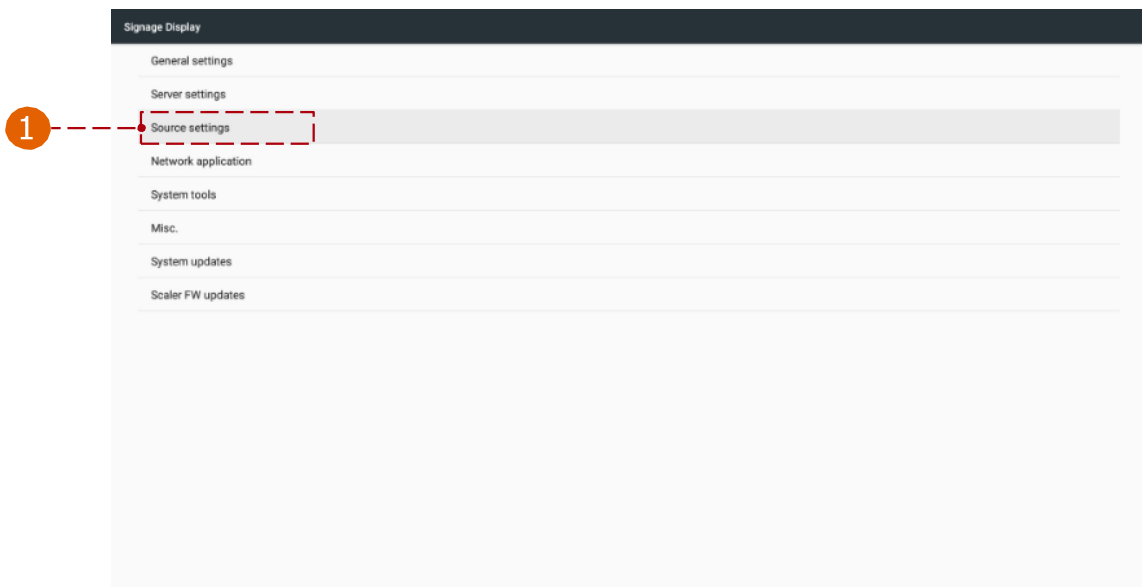 Signage Display
General settings
Server settings
1
Source settings
Network application
System tools
Misc.
System updates
Scaler FW updates